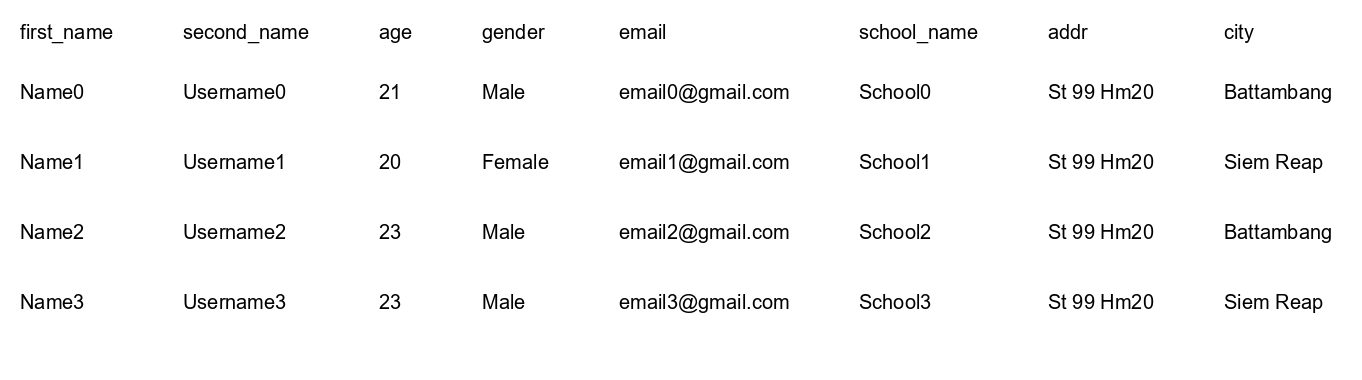 first_name second_name age gender email school_name addr city
Name0 Username0 21 Male email0@gmail.com School0 St 99 Hm20 Battambang
Name1 Username1 20 Female email1@gmail.com School1 St 99 Hm20 Siem Reap
Name2 Username2 23 Male email2@gmail.com School2 St 99 Hm20 Battambang
Name3 Username3 23 Male email3@gmail.com School3 St 99 Hm20 Siem Reap